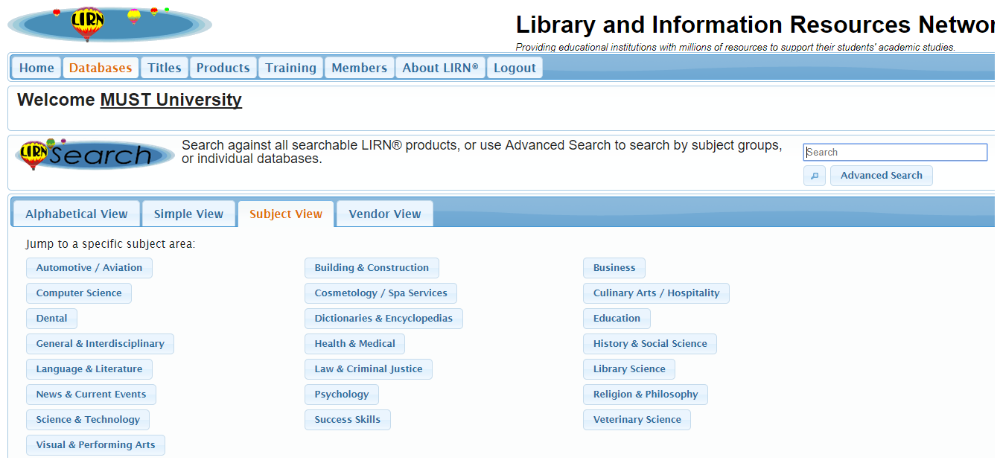 LIRN
Library and Information Resources Networ
Providing educational institutions with millions of resources to support their students' academic studies.
Home Databases Titles Products Training Members About LIRN® Logout
Welcome MUST University
LIRN Search
Search against all searchable LIRN® products, or use Advanced Search to search by subject groups,
or individual databases.
Search
Advanced Search
Alphabetical View Simple View Subject View Vendor View
Jump to a specific subject area:
Automotive / Aviation Building & Construction Business
Computer Science Cosmetology / Spa Services Culinary Arts / Hospitality
Dental Dictionaries & Encyclopedias Education
General & Interdisciplinary Health & Medical History & Social Science
Language & Literature Law & Criminal Justice Library Science
News & Current Events Psychology Religion & Philosophy
Science & Technology Success Skills Veterinary Science
Visual & Performing Arts